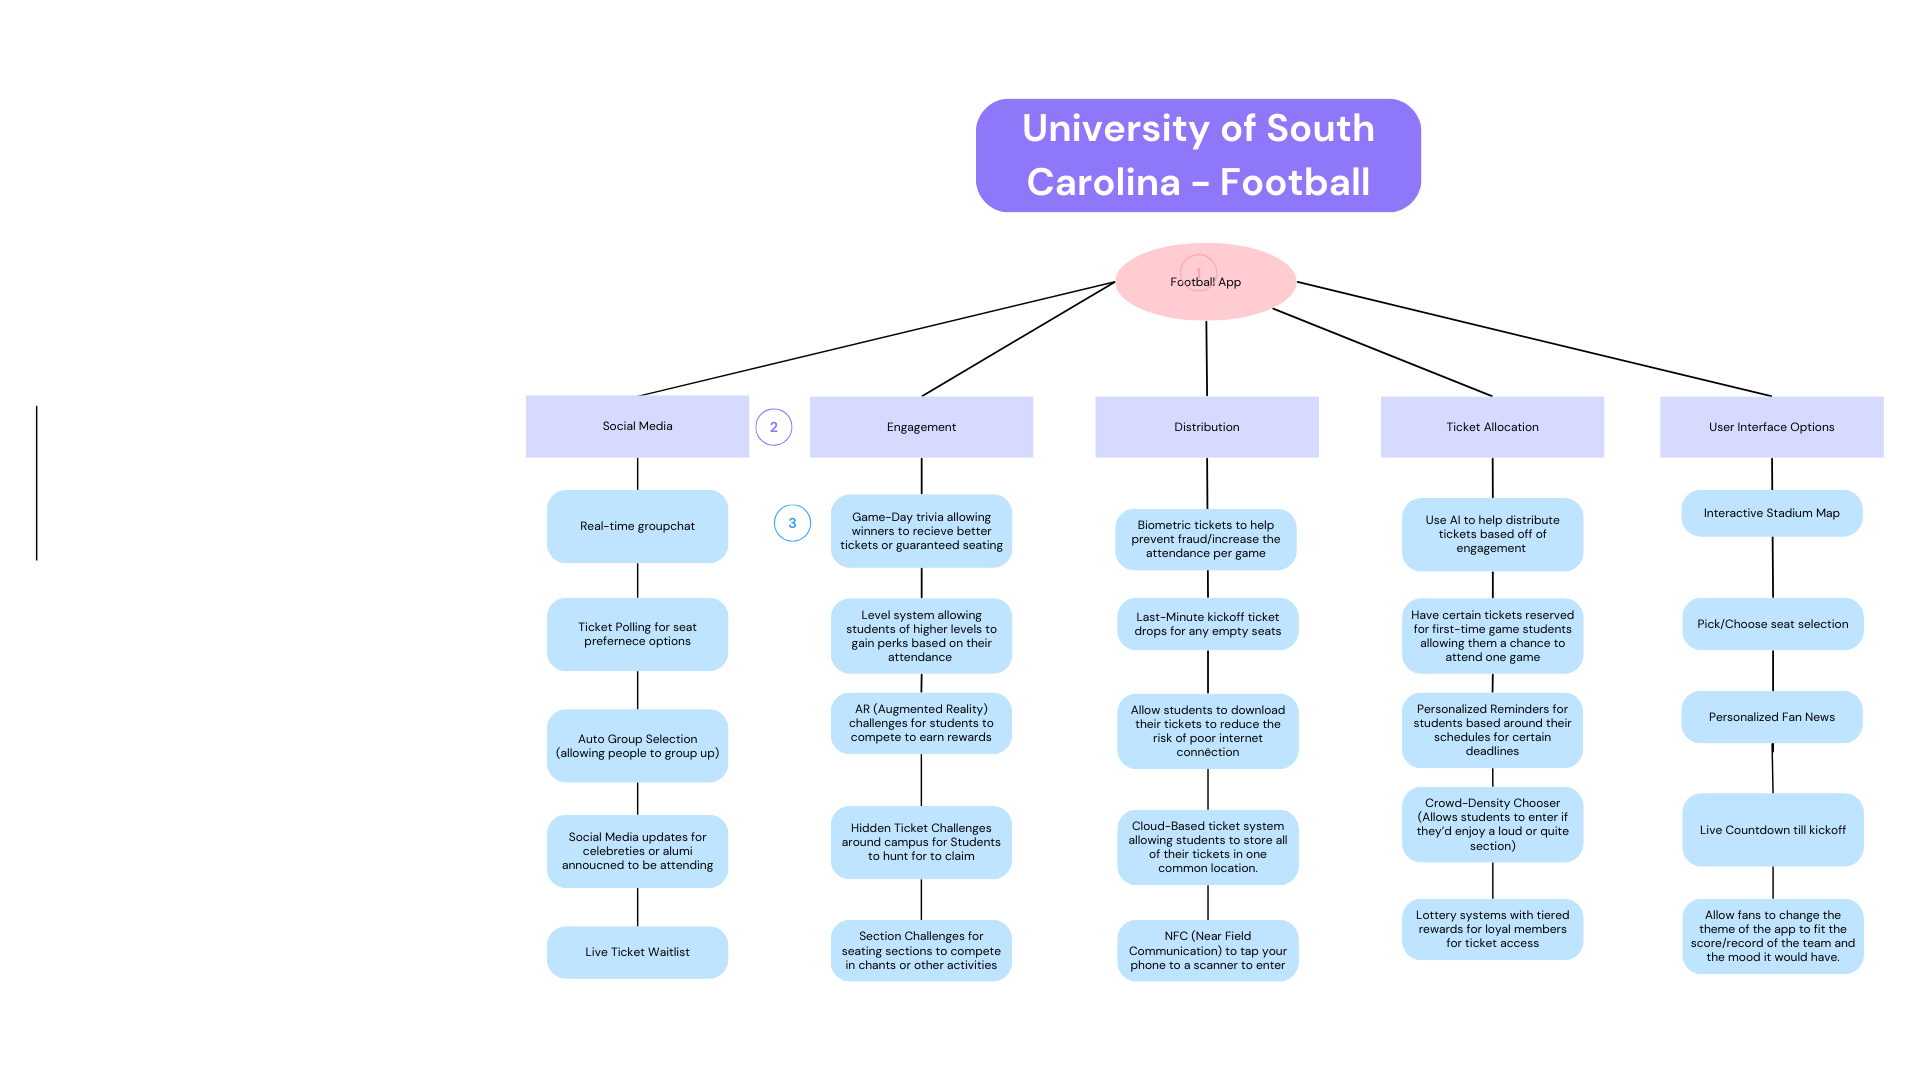 University of South
Carolina - Football
1
Football App
Social Media
2
Engagement
Distribution
Ticket Allocation
User Interface Options
3
Real-time groupchat
Ticket Polling for seat
prefernece options
Auto Group Selection
(allowing people to group up)
Social Media updates for
celebreties or alumi
annoucned to be attending
Live Ticket Waitlist
Game-Day trivia allowing
winners to recieve better
tickets or guaranteed seating
Level system allowing
students of higher levels to
gain perks based on their
attendance
AR (Augmented Reality)
challenges for students to
compete to earn rewards
Hidden Ticket Challenges
around campus for Students
to hunt for to claim
Section Challenges for
seating sections to compete
in chants or other activities
Biometric tickets to help
prevent fraud/increase the
attendance per game
Last-Minute kickoff ticket
drops for any empty seats
Allow students to download
their tickets to reduce the
risk of poor internet
connêction
Cloud-Based ticket system
allowing students to store all
of their tickets in one
common location.
NFC (Near Field
Communication) to tap your
phone to a scanner to enter
Use AI to help distribute
tickets based off of
engagement
Have certain tickets reserved
for first-time game students
allowing them a chance to
attend one game
Personalized Reminders for
students based around their
schedules for certain
deadlines
Crowd-Density Chooser
(Allows students to enter if
they’d enjoy a loud or quite
section)
Lottery systems with tiered
rewards for loyal members
for ticket access
Interactive Stadium Map
Pick/Choose seat selection
Personalized Fan News
Live Countdown till kickoff
Allow fans to change the
theme of the app to fit the
score/record of the team and
the mood it would have.